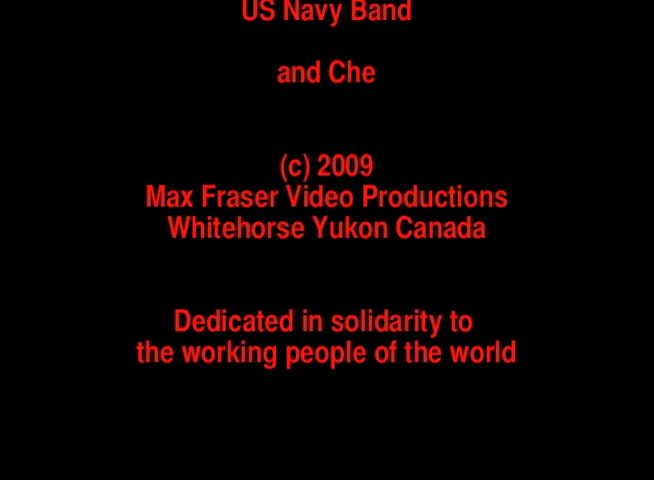 US Navy Band
and Che
(c) 2009
Max Fraser Video Productions
Whitehorse Yukon Canada
Dedicated in solidarity to
the working people of the world